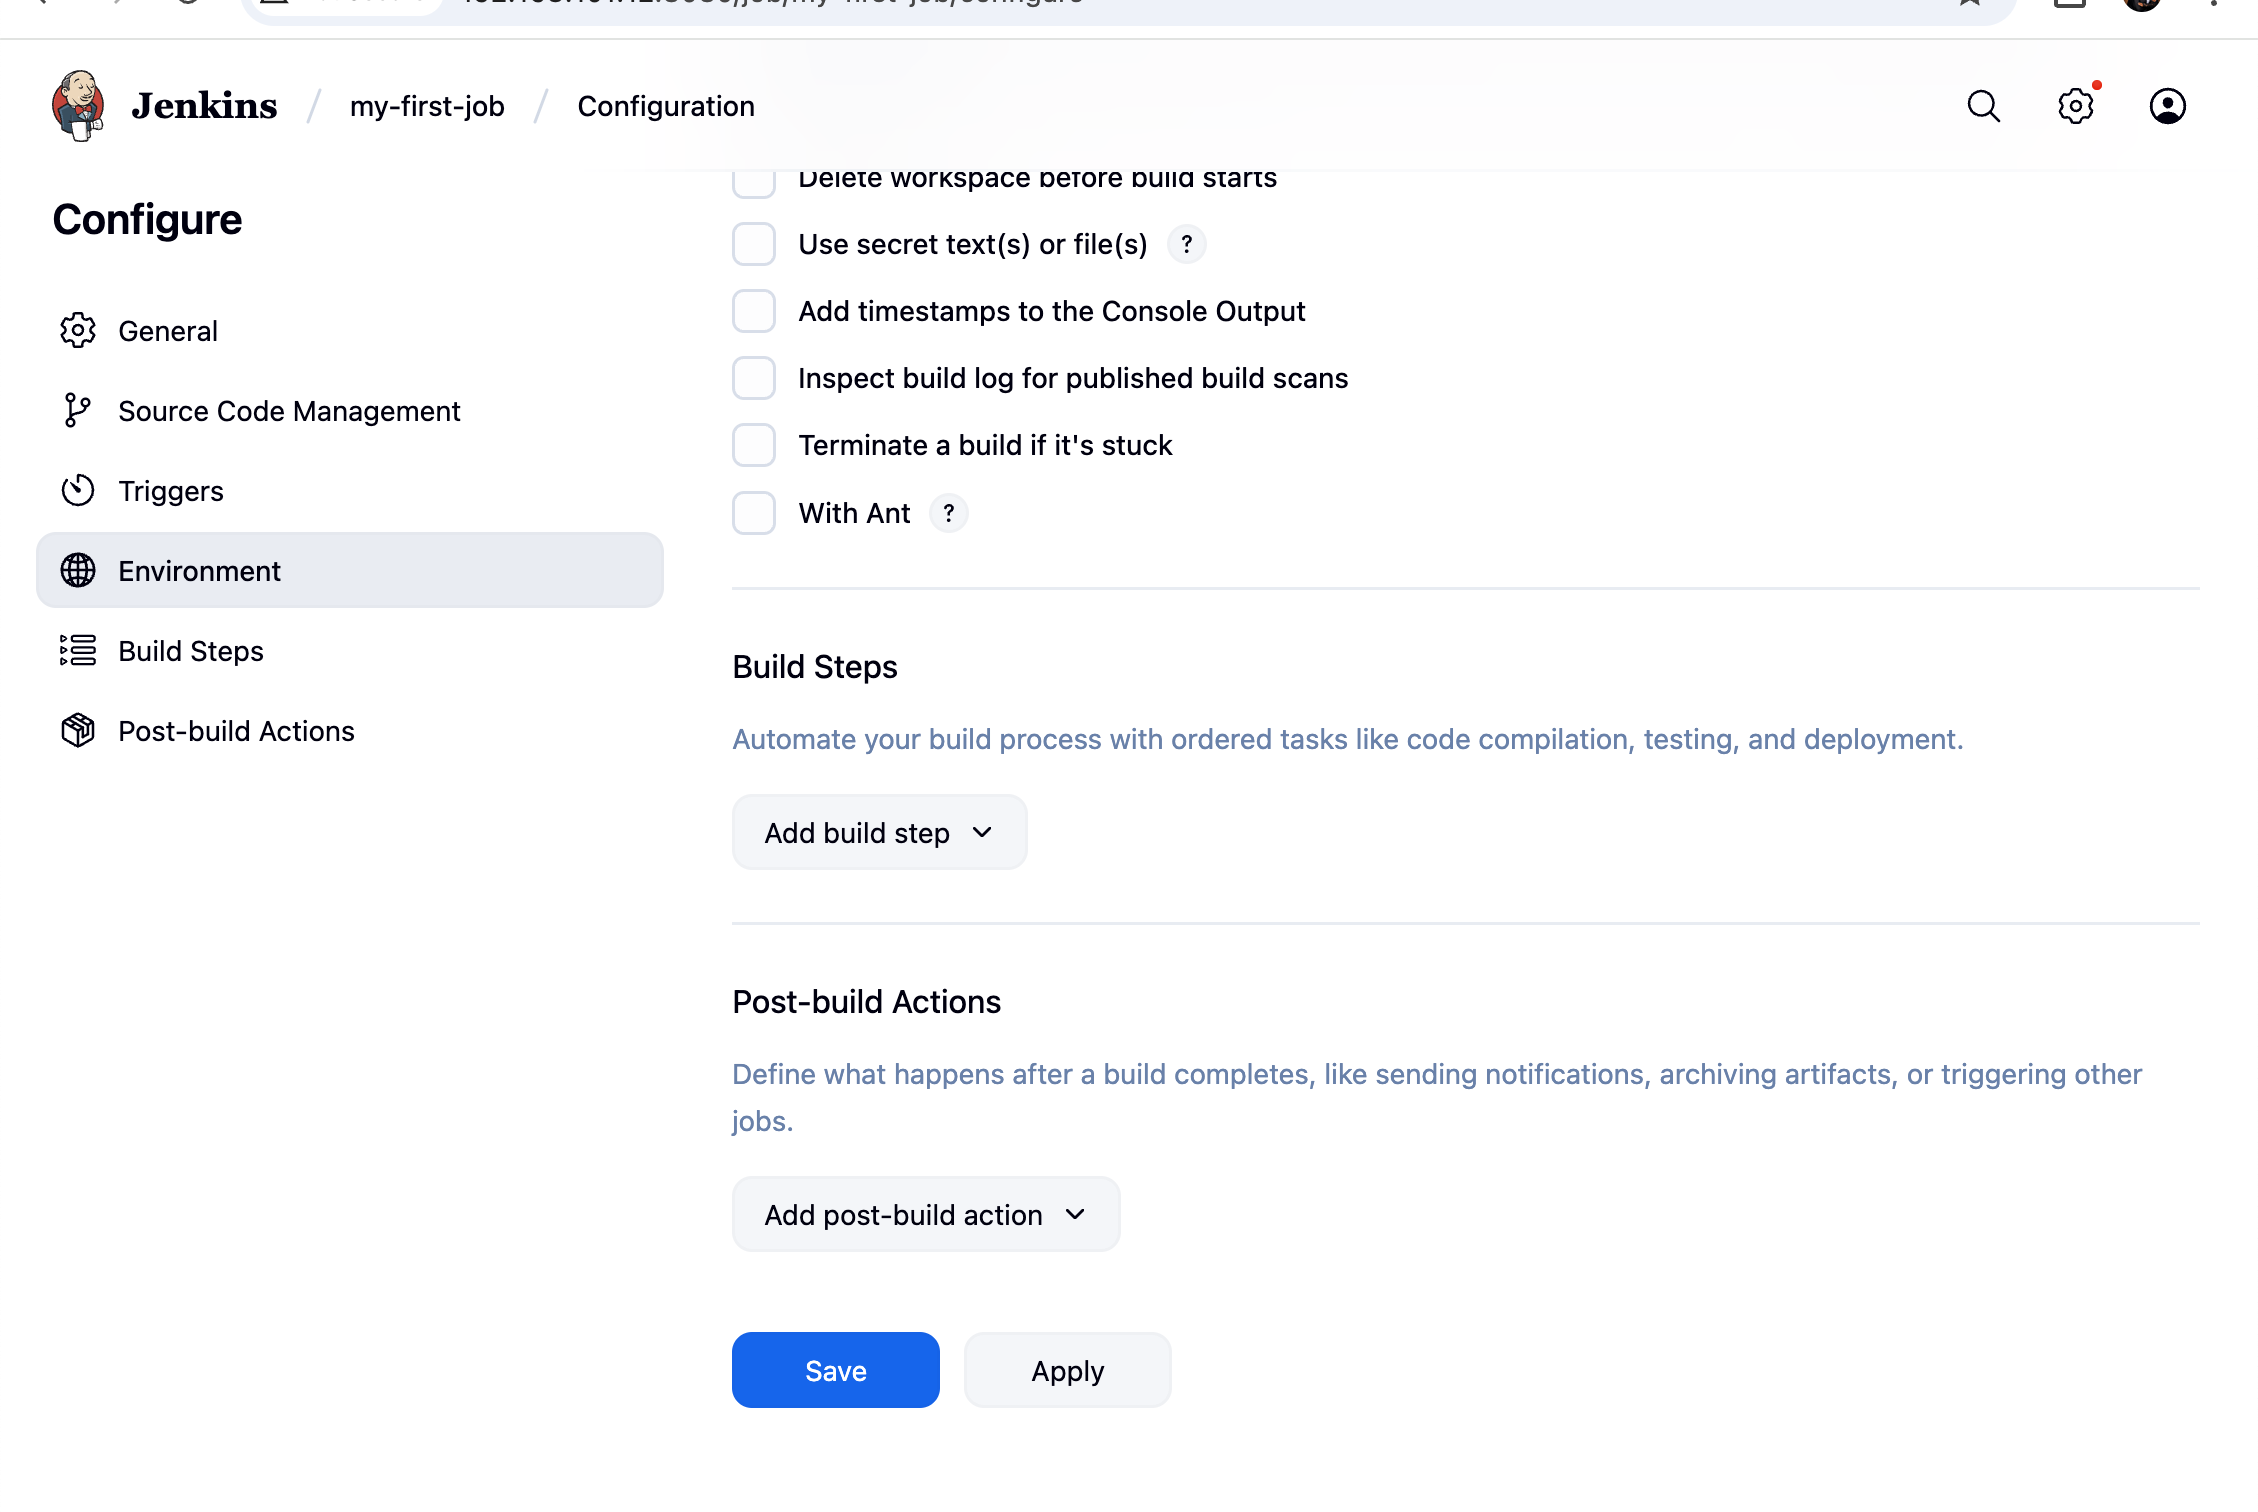 Jenkins / my-first-job / Configuration
Configure
General
Source Code Management
Triggers
Environment
Build Steps
Post-build Actions
Delete workspace before build starts
Use secret text(s) or file(s) ?
Add timestamps to the Console Output
Inspect build log for published build scans
Terminate a build if it's stuck
With Ant ?
Build Steps
Automate your build process with ordered tasks like code compilation, testing, and deployment.
Add build step
Post-build Actions
Define what happens after a build completes, like sending notifications, archiving artifacts, or triggering other
jobs.
Add post-build action
Save
Apply